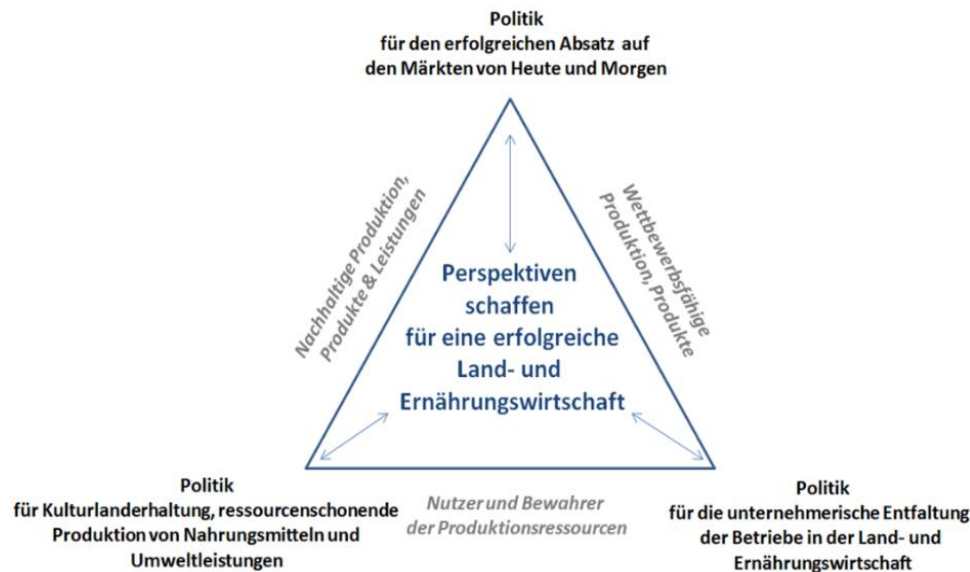 Politik
für den erfolgreichen Absatz auf
den Märkten von Heute und Morgen
Nachhaltige Produktion,
Produkte & Leistungen
Wettbewerbsfähige
Produktion, Produkte
Perspektiven
schaffen
für eine erfolgreiche
Land- und
Ernährungswirtschaft
Politik
für Kulturlanderhaltung, ressourcenschonende
Produktion von Nahrungsmitteln und
Umweltleistungen
Nutzer und Bewahrer
der Produktionsressourcen
Politik
für die unternehmerische Entfaltung
der Betriebe in der Land- und
Ernährungswirtschaft